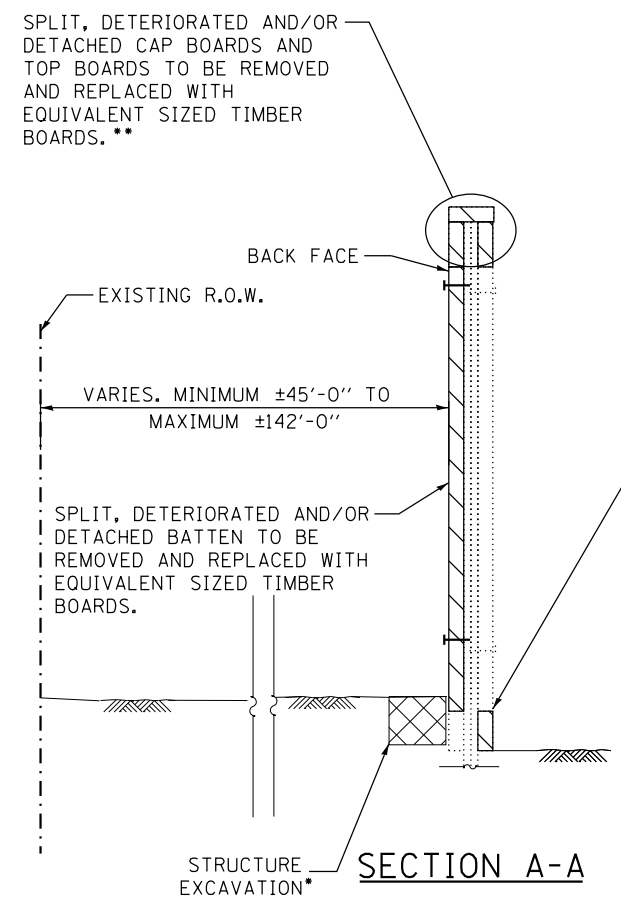 SPLIT, DETERIORATED AND/OR
DETACHED CAP BOARDS AND
TOP BOARDS TO BE REMOVED
AND REPLACED WITH
EQUIVALENT SIZED TIMBER
BOARDS.**
BACK FACE
EXISTING R.O.W.
VARIES. MINIMUM ±45'-0" TO
MAXIMUM ±142'-0"
SPLIT, DETERIORATED AND/OR
DETACHED BATTEN TO BE
REMOVED AND REPLACED WITH
EQUIVALENT SIZED TIMBER
BOARDS.
STRUCTURE
EXCAVATION*
SECTION A-A